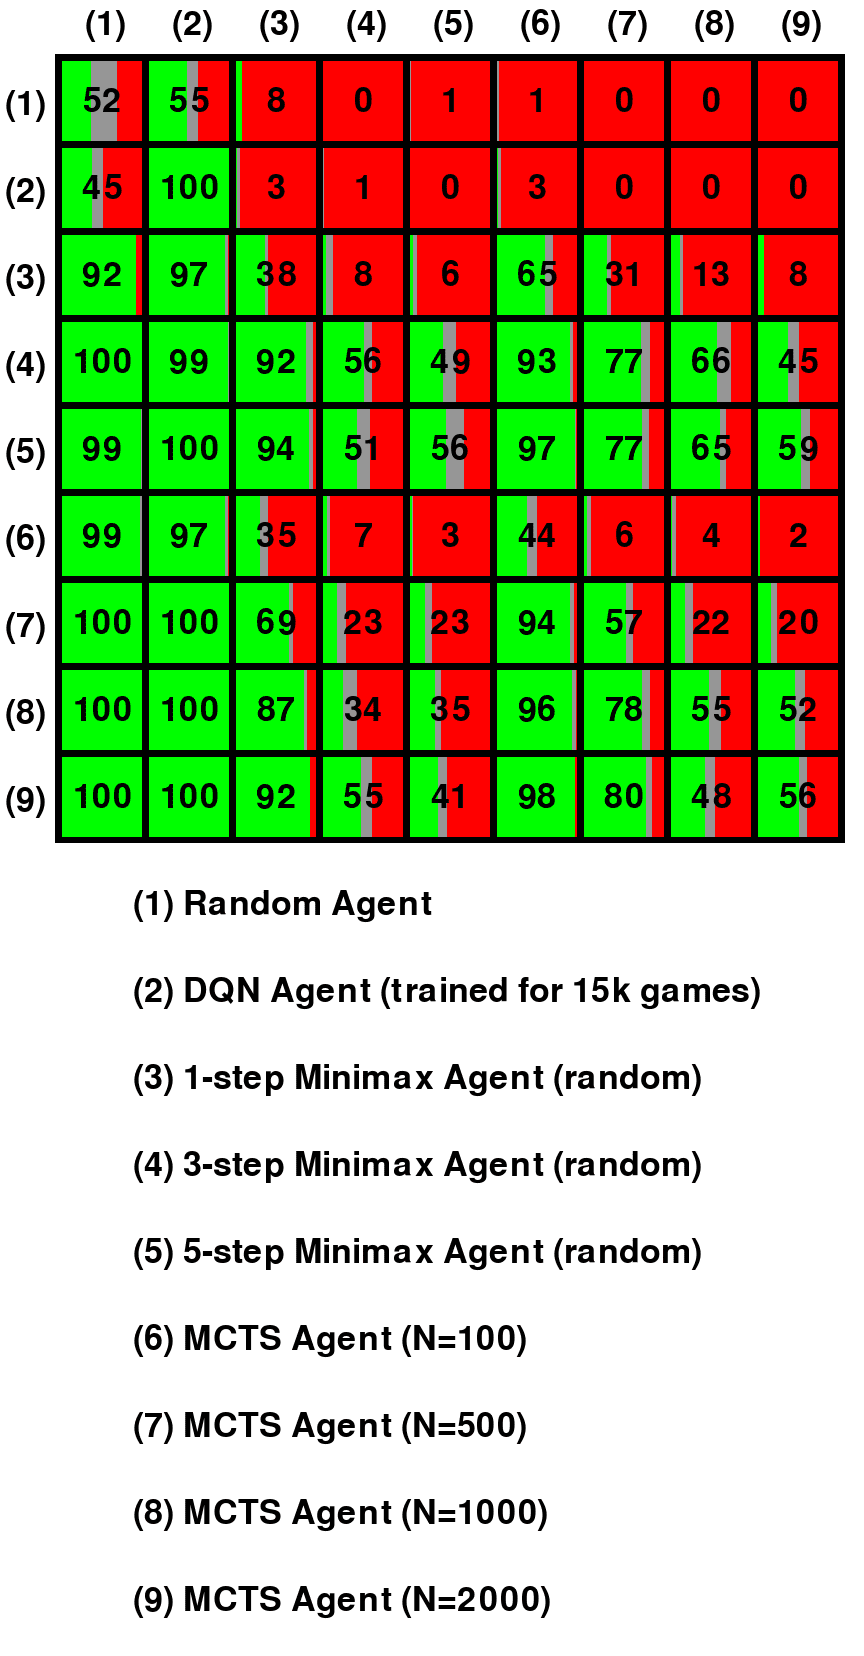 (1) (2) (3) (4) (5) (6) (7) (8) (9)
(1) 52 55 8 0 1 1 0 0 0
(2) 45 100 3 1 0 3 0 0 0
(3) 92 97 38 8 6 65 31 13 8
(4) 100 99 92 56 49 93 77 66 45
(5) 99 100 94 51 56 97 77 65 59
(6) 99 97 35 7 3 44 6 4 2
(7) 100 100 69 23 23 94 57 22 20
(8) 100 100 87 34 35 96 78 55 52
(9) 100 100 92 55 41 98 80 48 56
(1) Random Agent
(2) DQN Agent (trained for 15k games)
(3) 1-step Minimax Agent (random)
(4) 3-step Minimax Agent (random)
(5) 5-step Minimax Agent (random)
(6) MCTS Agent (N=100)
(7) MCTS Agent (N=500)
(8) MCTS Agent (N=1000)
(9) MCTS Agent (N=2000)